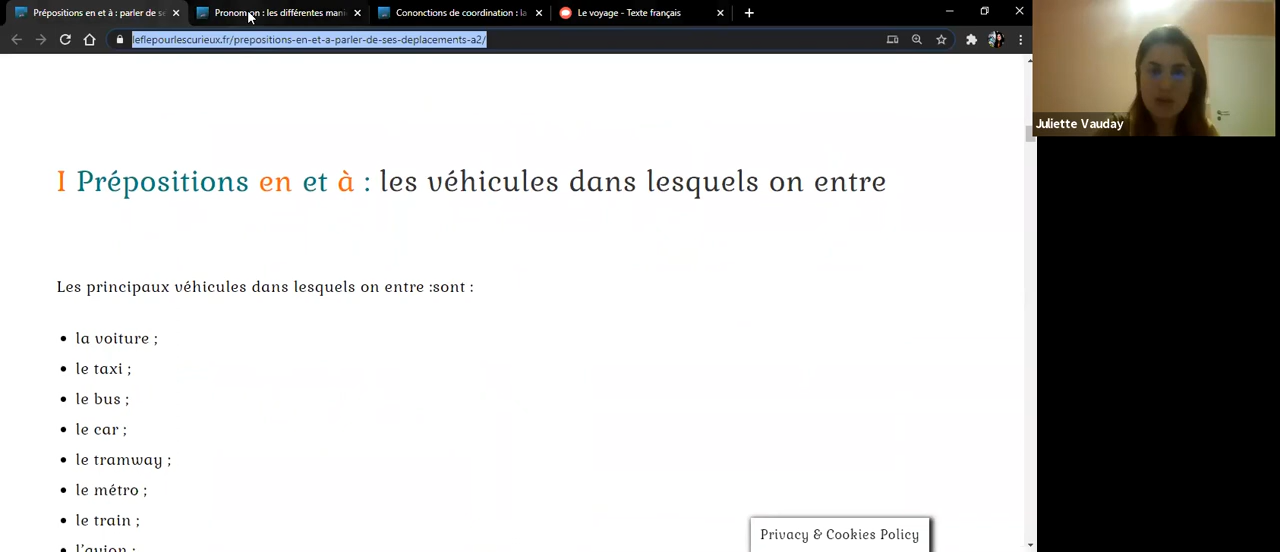 Prépositions en et à : parler de se
Pronom on : les différentes mani
Cononctions de coordination : la
Le voyage - Texte français
leflepourlescurieux.fr/prepositions-en-et-a-parler-de-ses-deplacements-a2/
Juliette Vauday
I Prépositions en et à : les véhicules dans lesquels on entre
Les principaux véhicules dans lesquels on entre :sont :
la voiture ;
le taxi ;
le bus ;
le car ;
le tramway ;
le métro ;
le train ;
l'avion ;
Privacy & Cookies Policy